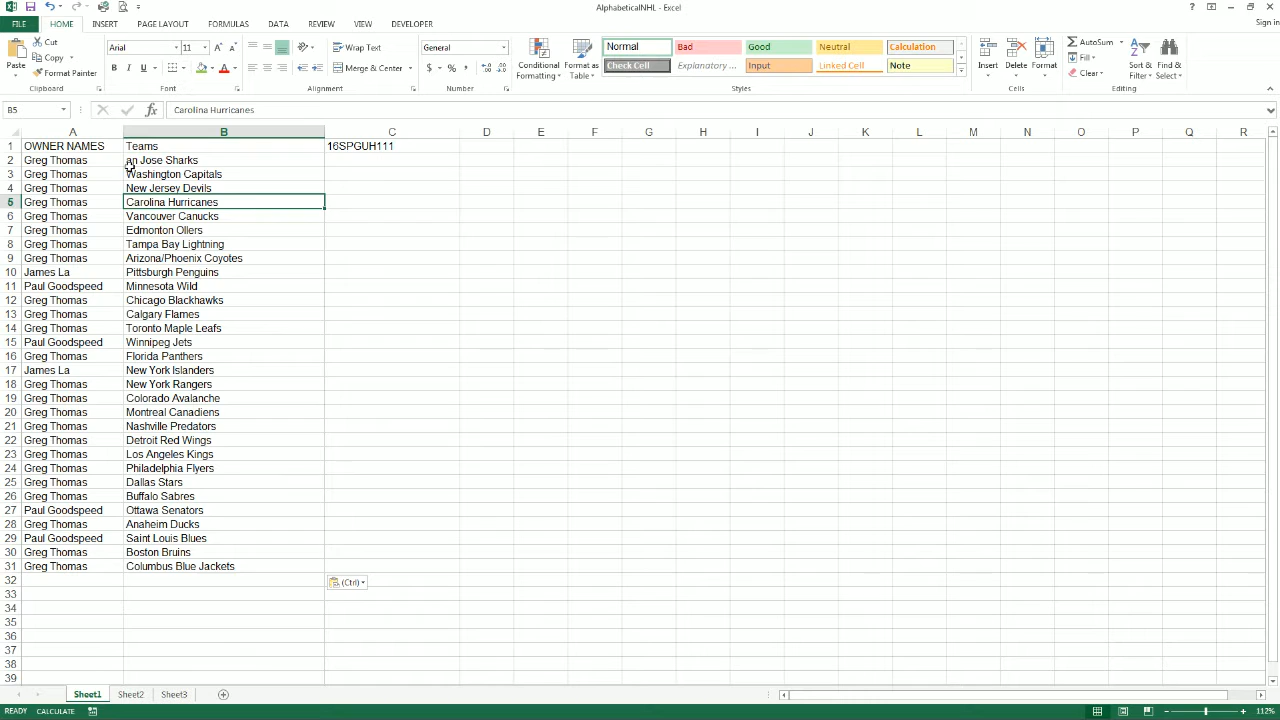 AlphabeticalNHL - Excel
Sign in
FILE HOME INSERT PAGE LAYOUT FORMULAS DATA REVIEW VIEW DEVELOPER
Cut
Copy
Format Painter
Paste
Clipboard
Arial 11
B I U
Font
Wrap Text
Merge & Center
Alignment
General
$ % ,
Number
Conditional Formatting
Format as Table
Normal Bad Good Neutral Calculation
Check Cell Explanatory ... Input Linked Cell Note
Styles
Insert Delete Format
Cells
AutoSum
Fill
Clear
Sort & Filter
Find & Select
Editing
B5 fx Carolina Hurricanes
A B C D E F G H I J K L M N O P Q R
1 OWNER NAMES Teams 16SPGUH111
2 Greg Thomas an Jose Sharks
3 Greg Thomas Washington Capitals
4 Greg Thomas New Jersey Devils
5 Greg Thomas Carolina Hurricanes
6 Greg Thomas Vancouver Canucks
7 Greg Thomas Edmonton Ollers
8 Greg Thomas Tampa Bay Lightning
9 Greg Thomas Arizona/Phoenix Coyotes
10 James La Pittsburgh Penguins
11 Paul Goodspeed Minnesota Wild
12 Greg Thomas Chicago Blackhawks
13 Greg Thomas Calgary Flames
14 Greg Thomas Toronto Maple Leafs
15 Paul Goodspeed Winnipeg Jets
16 Greg Thomas Florida Panthers
17 James La New York Islanders
18 Greg Thomas New York Rangers
19 Greg Thomas Colorado Avalanche
20 Greg Thomas Montreal Canadiens
21 Greg Thomas Nashville Predators
22 Greg Thomas Detroit Red Wings
23 Greg Thomas Los Angeles Kings
24 Greg Thomas Philadelphia Flyers
25 Greg Thomas Dallas Stars
26 Greg Thomas Buffalo Sabres
27 Paul Goodspeed Ottawa Senators
28 Greg Thomas Anaheim Ducks
29 Paul Goodspeed Saint Louis Blues
30 Greg Thomas Boston Bruins
31 Greg Thomas Columbus Blue Jackets
32 (Ctrl)
33
34
35
36
37
38
39
Sheet1 Sheet2 Sheet3
READY CALCULATE 112%